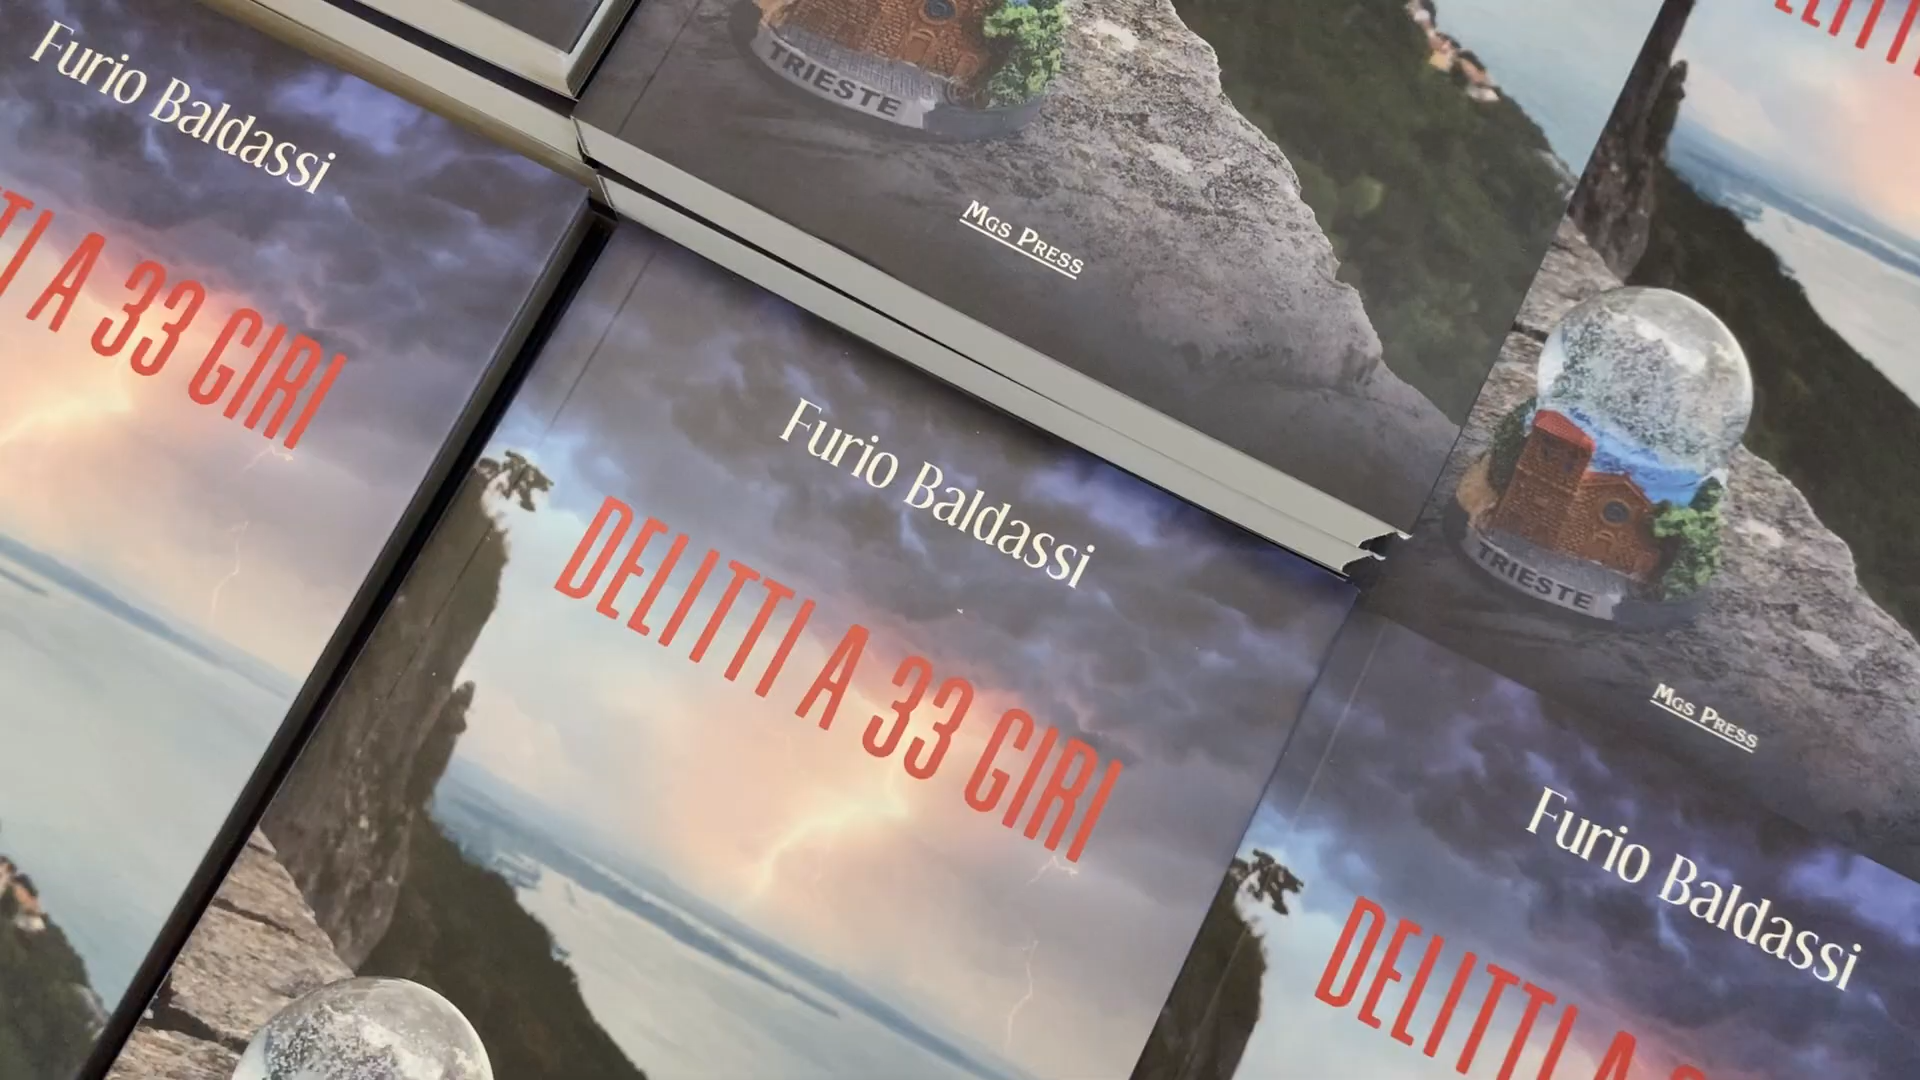 Furio Baldassi
TI A 33 GIRI
TRIESTE
MGS PRESS
Furio Baldassi
DELITTI A 33 GIRI
DELITTI
TRIESTE
MGS PRESS
Furio Baldassi
DELITTI A